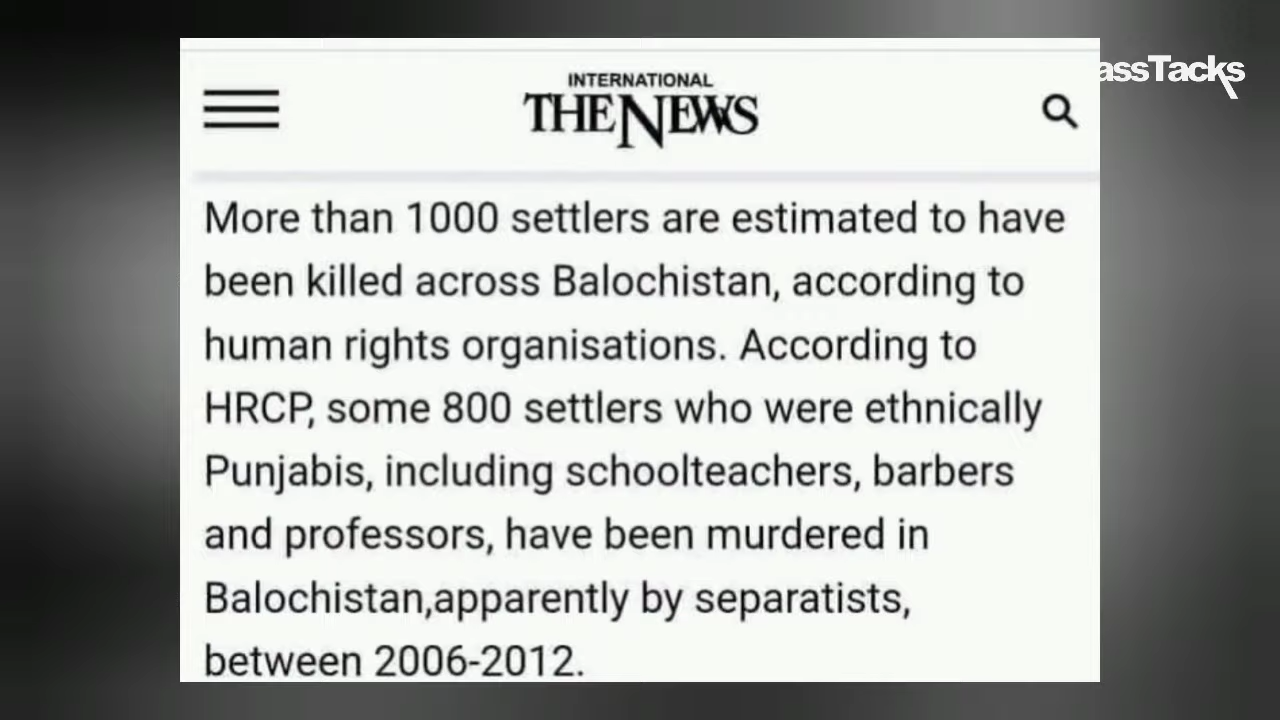 INTERNATIONAL
THE NEWS
assTacks
More than 1000 settlers are estimated to have
been killed across Balochistan, according to
human rights organisations. According to
HRCP, some 800 settlers who were ethnically
Punjabis, including schoolteachers, barbers
and professors, have been murdered in
Balochistan,apparently by separatists,
between 2006-2012.